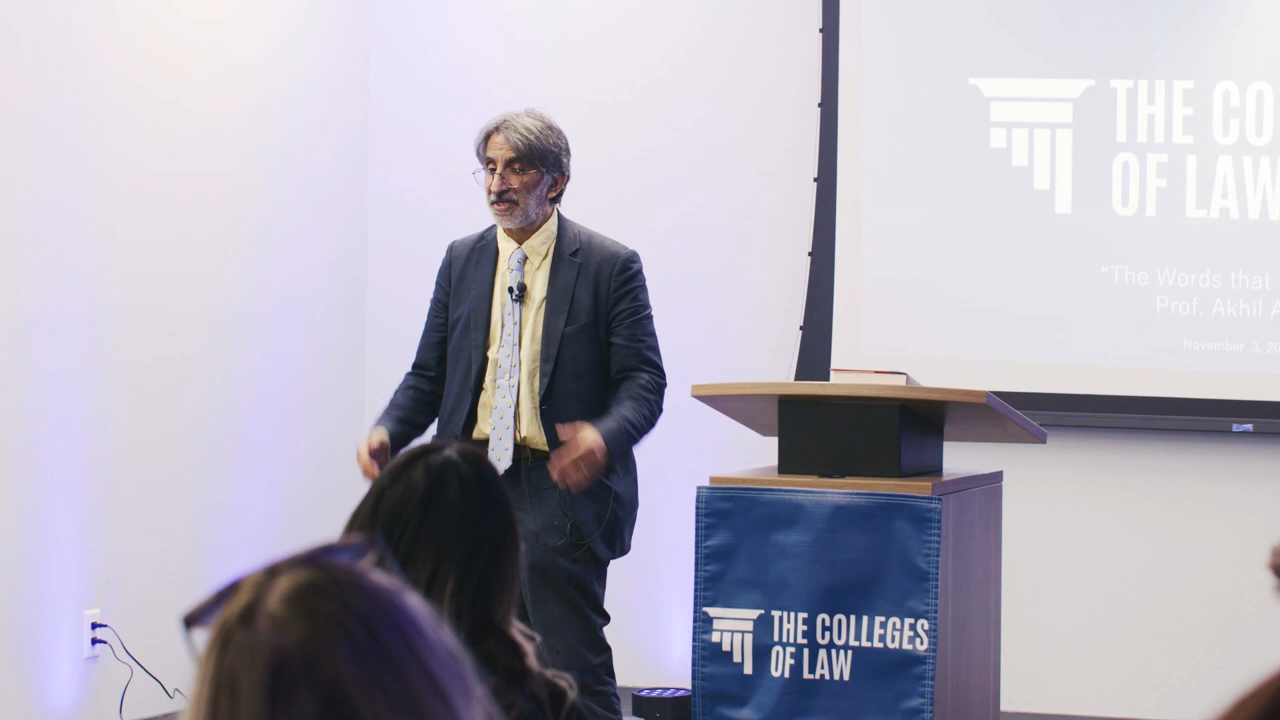 THE CO
OF LAW
"The Words that
Prof. Akhil A
November 3, 20
THE COLLEGES
OF LAW